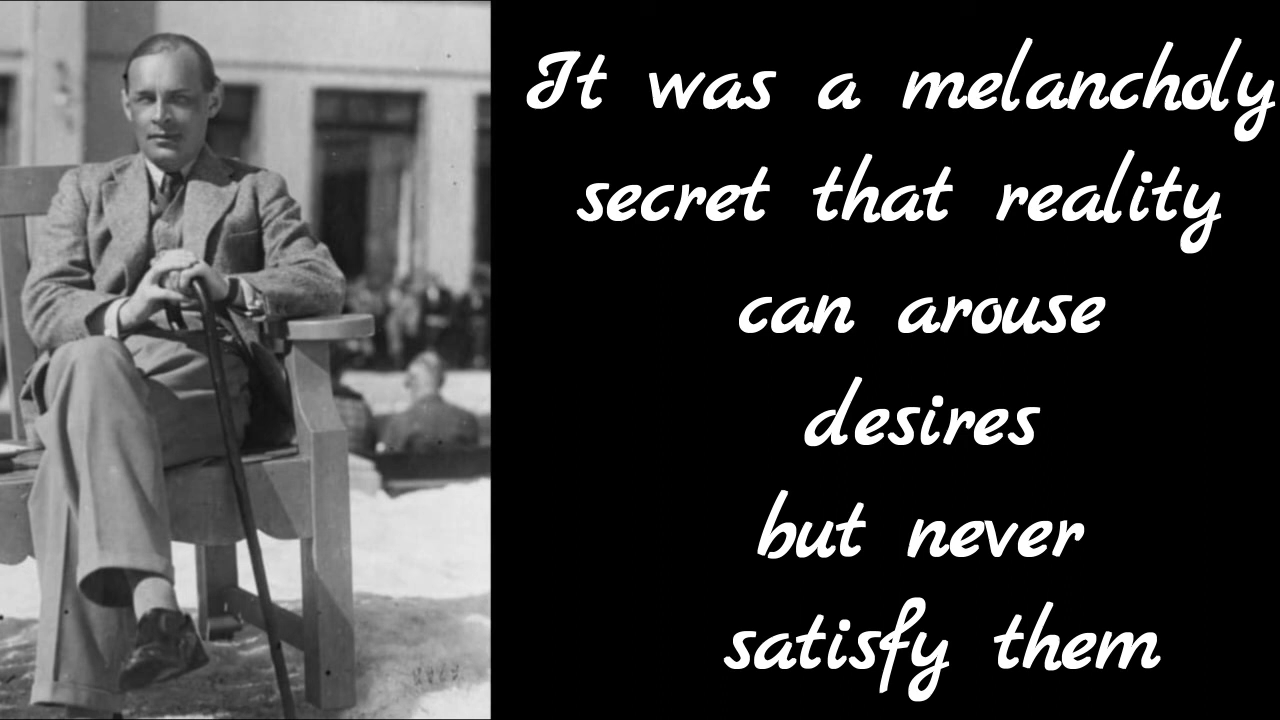 It was a melancholy
secret that reality
can arouse
desires
but never
satisfy them